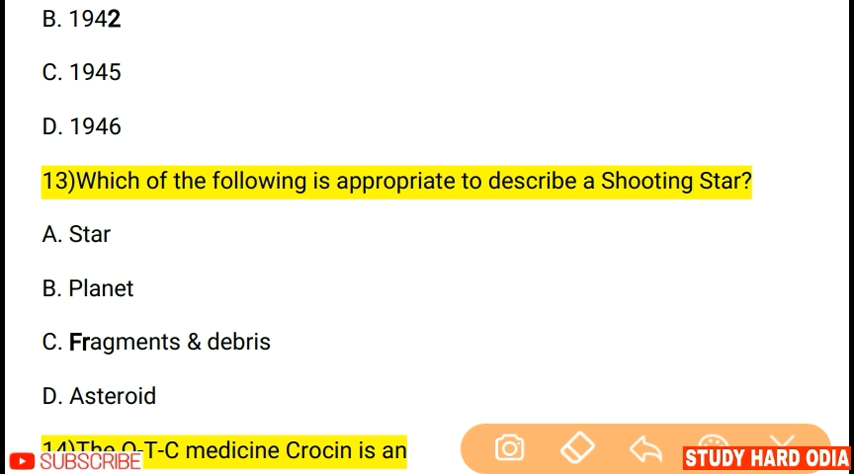 B. 1942
C. 1945
D. 1946
13)Which of the following is appropriate to describe a Shooting Star?
A. Star
B. Planet
C. Fragments & debris
D. Asteroid
14)The O-T-C medicine Crocin is an
SUBSCRIBE
STUDY HARD ODIA